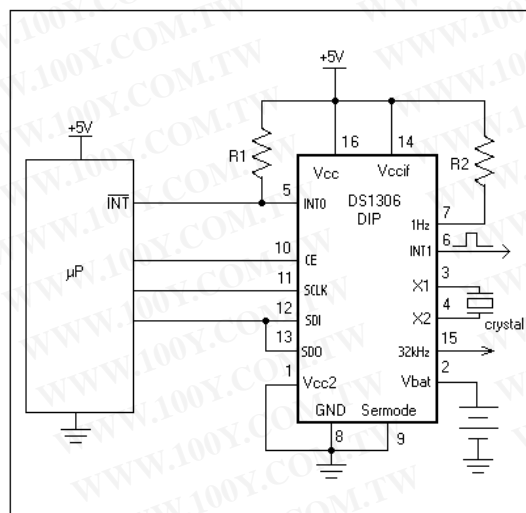 WWW.100Y.COM.TW
+5V
+5V
16
14
R1
R2
Vcc
Vccif
DS1306
DIP
5
INT
INT0
7
1Hz
6
INT1
µP
10
CE
11
SCLK
12
SDI
13
SDO
1
Vcc2
3
X1
4
X2
crystal
15
32kHz
2
Vbat
GND
Sermode
8
9